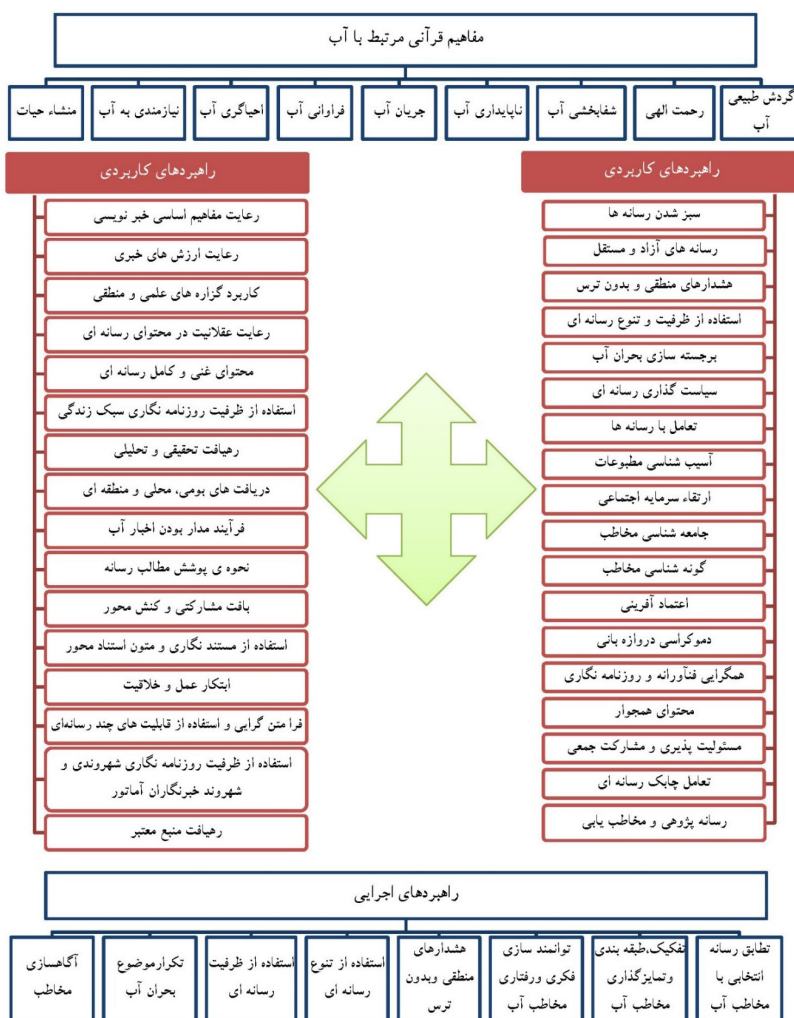 مفاهیم قرآنی مرتبط با آب
گردش طبیعی
آب
رحمت الهی
شفابخشی آب
ناپایداری آب
جریان آب
فراوانی آب
احیاگری آب
نیازمندی به آب
منشاء حیات
راهبردهای کاربردی
سبز شدن رسانه ها
رسانه های آزاد و مستقل
هشدارهای منطقی و بدون ترس
استفاده از ظرفیت و تنوع رسانه ای
برجسته سازی بحران آب
سیاست گذاری رسانه ای
تعامل با رسانه ها
آسیب شناسی مطبوعات
ارتقاء سرمایه اجتماعی
جامعه شناسی مخاطب
گونه شناسی مخاطب
اعتماد آفرینی
دموکراسی دروازه بانی
همگرایی فنآورانه و روزنامه نگاری
محتوای همجوار
مسئولیت پذیری و مشارکت جمعی
تعامل چابک رسانه ای
رسانه پژوهی و مخاطب یابی
راهبردهای کاربردی
رعایت مفاهیم اساسی خبر نویسی
رعایت ارزش های خبری
کاربرد گزاره های علمی و منطقی
رعایت عقلانیت در محتوای رسانه ای
محتوای غنی و کامل رسانه ای
استفاده از ظرفیت روزنامه نگاری سبک زندگی
رهیافت تحقیقی و تحلیلی
دریافت های بومی، محلی و منطقه ای
فرآیند مدار بودن اخبار آب
نحوه ی پوشش مطالب رسانه
بافت مشارکتی و کنش محور
استفاده از مستند نگاری و متون استناد محور
ابتکار عمل و خلاقیت
فرا متن گرایی و استفاده از قابلیت های چند رسانه‌ای
استفاده از ظرفیت روزنامه نگاری شهروندی و
شهروند خبرنگاران آماتور
رهیافت منبع معتبر
راهبردهای اجرایی
تطابق رسانه
انتخابی با
مخاطب آب
تفکیک،طبقه بندی
وتمایزگذاری
مخاطب آب
توانمند سازی
فکری ورفتاری
مخاطب آب
هشدارهای
منطقی وبدون
ترس
استفاده از تنوع
رسانه ای
استفاده از ظرفیت
رسانه ای
تکرارموضوع
بحران آب
آگاهسازی
مخاطب